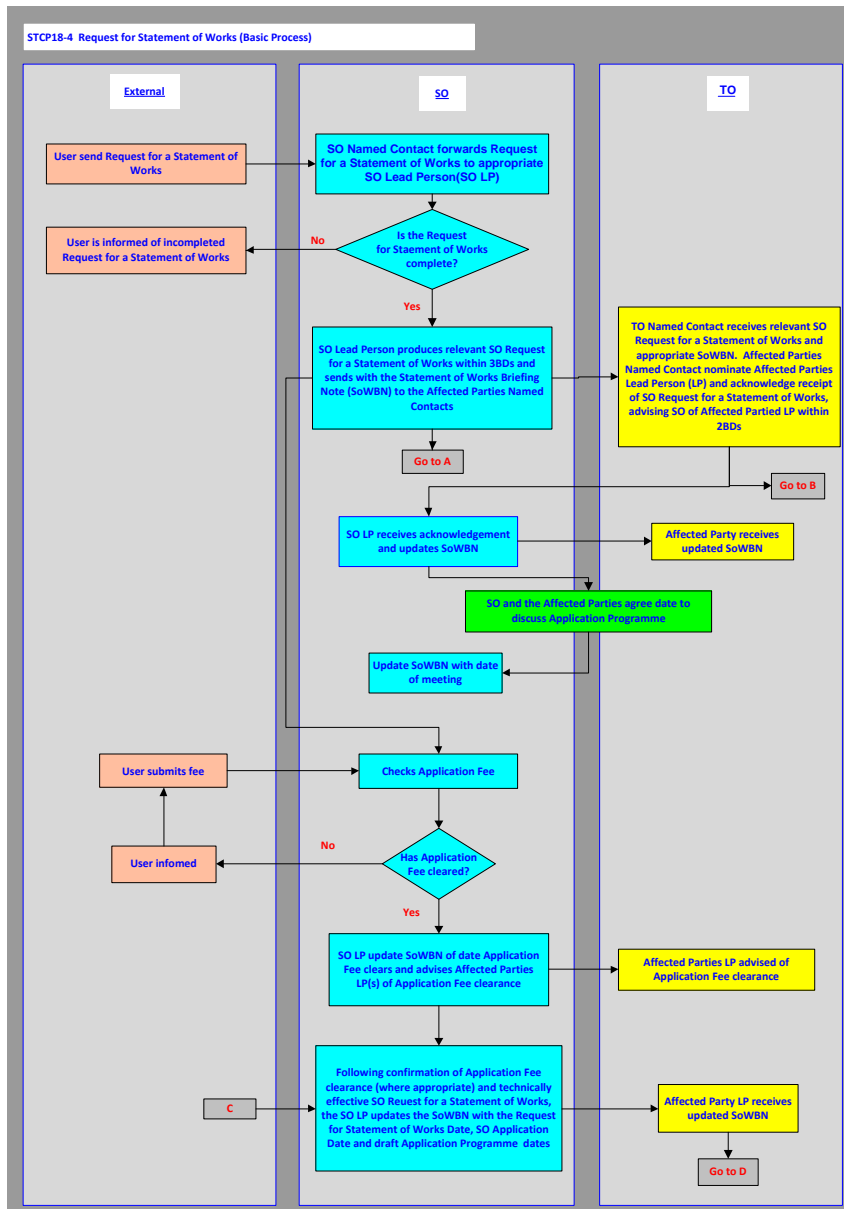 STCP18-4 Request for Statement of Works (Basic Process)
External
SO
TO
User send Request for a Statement of
Works
SO Named Contact forwards Request
for a Statement of Works to appropriate
SO Lead Person(SO LP)
Is the Request
for Staement of Works
complete?
No
User is informed of incompleted
Request for a Statement of Works
Yes
SO Lead Person produces relevant SO Request
for a Statement of Works within 3BDs and
sends with the Statement of Works Briefing
Note (SoWBN) to the Affected Parties Named
Contacts
TO Named Contact receives relevant SO
Request for a Statement of Works and
appropriate SoWBN. Affected Parties
Named Contact nominate Affected Parties
Lead Person (LP) and acknowledge receipt
of SO Request for a Statement of Works,
advising SO of Affected Partied LP within
2BDs
Go to A
Go to B
SO LP receives acknowledgement
and updates SoWBN
Affected Party receives
updated SoWBN
SO and the Affected Parties agree date to
discuss Application Programme
Update SoWBN with date
of meeting
User submits fee
Checks Application Fee
Has Application
Fee cleared?
No
User infomed
Yes
SO LP update SoWBN of date Application
Fee clears and advises Affected Parties
LP(s) of Application Fee clearance
Affected Parties LP advised of
Application Fee clearance
Following confirmation of Application Fee
clearance (where appropriate) and technically
effective SO Reuest for a Statement of Works,
the SO LP updates the SoWBN with the Request
for Statement of Works Date, SO Application
Date and draft Application Programme dates
C
Affected Party LP receives
updated SoWBN
Go to D